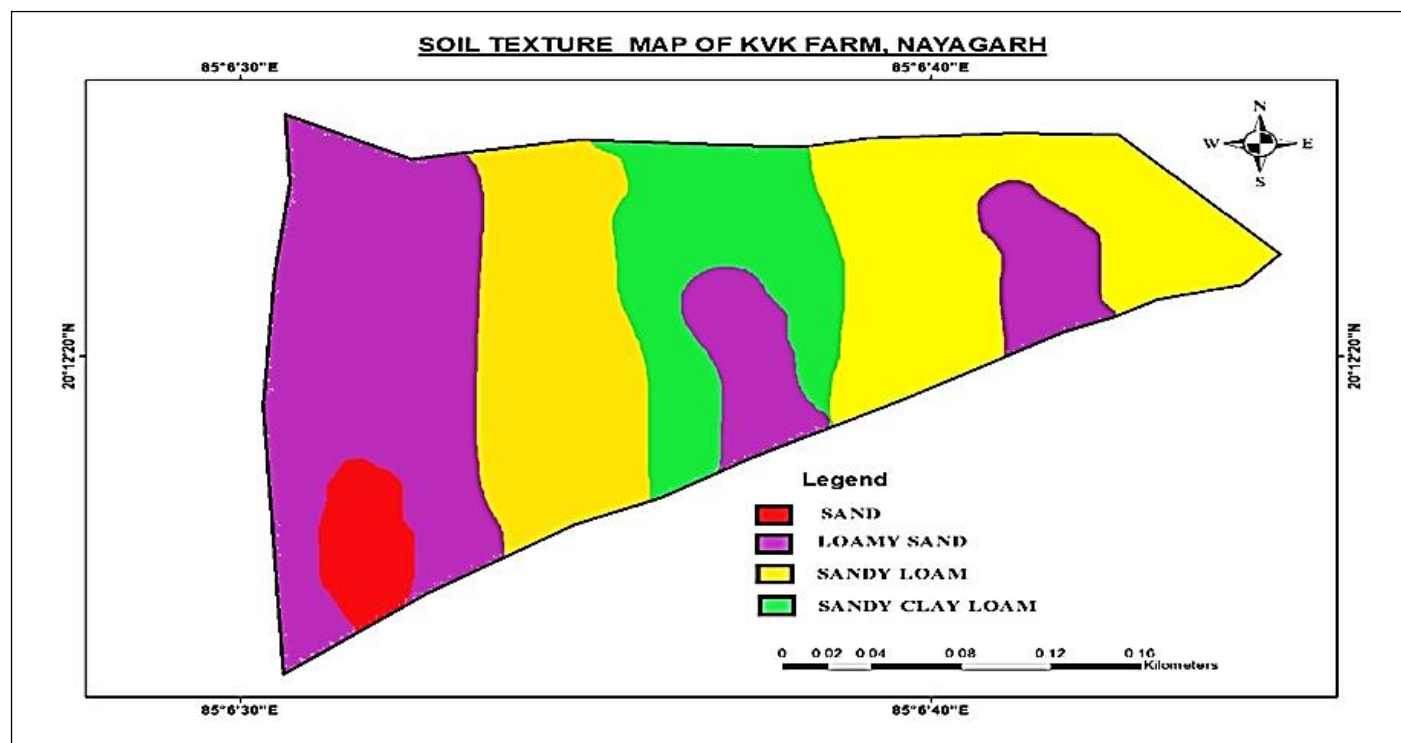 SOIL TEXTURE MAP OF KVK FARM, NAYAGARH
85°6'30"E 85°6'40"E
N
W E
S
20°12'20"N 20°12'20"N
Legend
SAND
LOAMY SAND
SANDY LOAM
SANDY CLAY LOAM
0 0.02 0.04 0.08 0.12 0.16
Kilometers
85°6'30"E 85°6'40"E